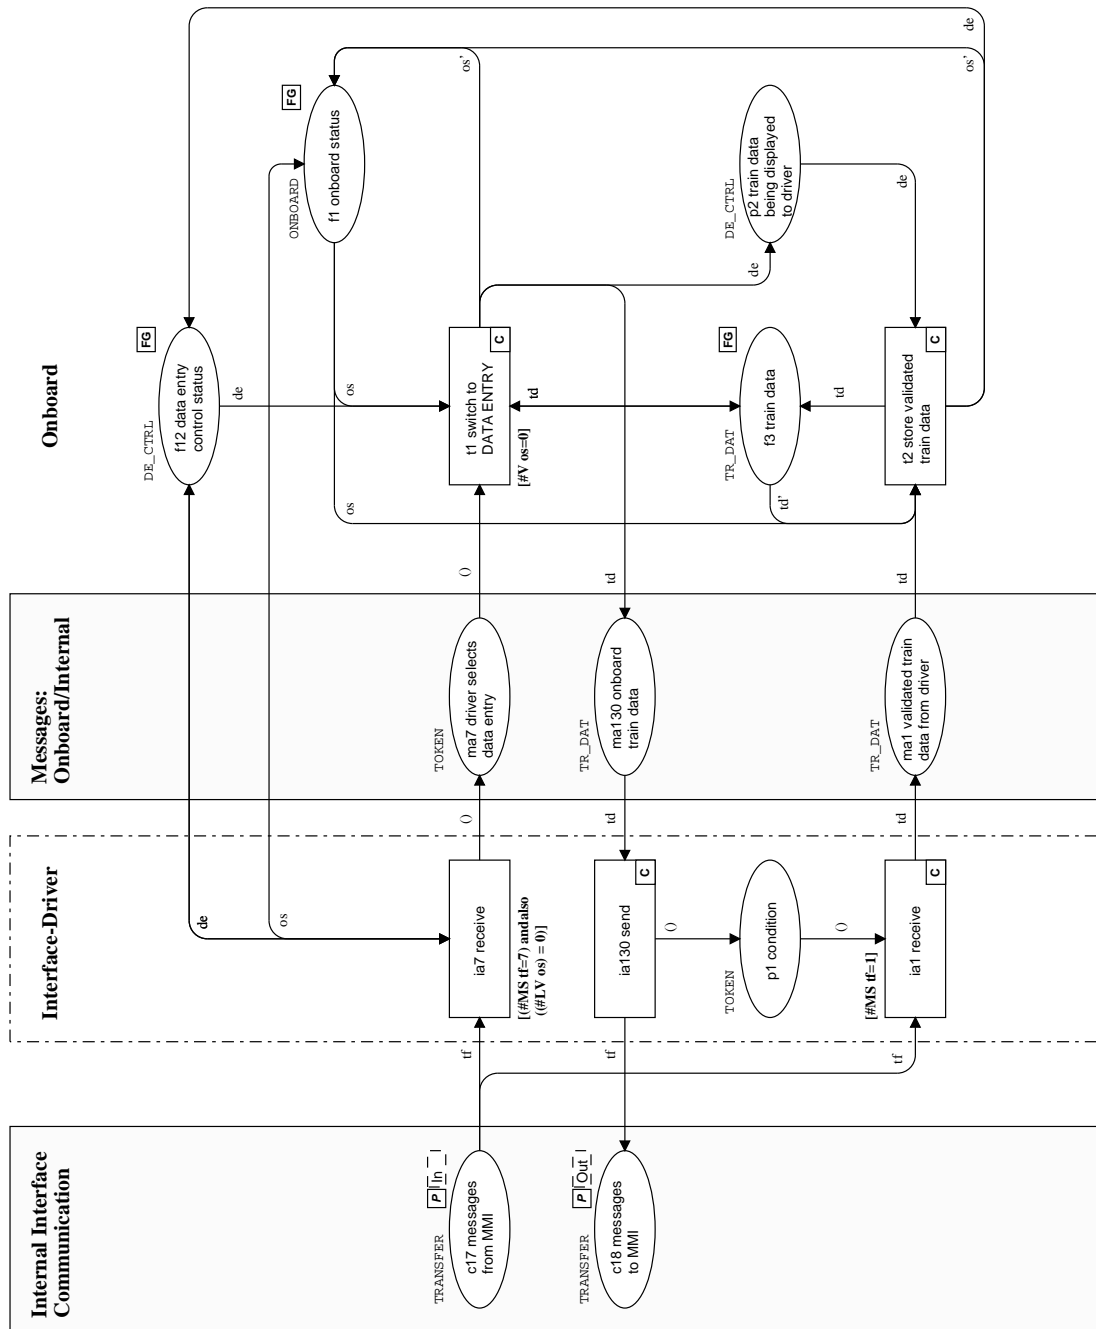 Internal Interface
Communication
Interface-Driver
Messages:
Onboard/Internal
Onboard
DE_CTRL
FG
f12 data entry
control status
de
de
de
ONBOARD
FG
f1 onboard status
os
os
os
os'
os'
TRANSFER
P
In
c17 messages
from MMI
tf
ia7 receive
[(#MS tf=7) andalso
((#LV os) = 0)]
()
TOKEN
ma7 driver selects
data entry
()
t1 switch to
DATA ENTRY
C
[#V os=0]
TRANSFER
P
Out
c18 messages
to MMI
tf
ia130 send
C
td
TR_DAT
ma130 onboard
train data
td
td
de
()
TOKEN
p1 condition
()
TR_DAT
FG
f3 train data
td'
td
DE_CTRL
p2 train data
being displayed
to driver
de
tf
[#MS tf=1]
ia1 receive
C
td
TR_DAT
ma1 validated train
data from driver
td
t2 store validated
train data
C